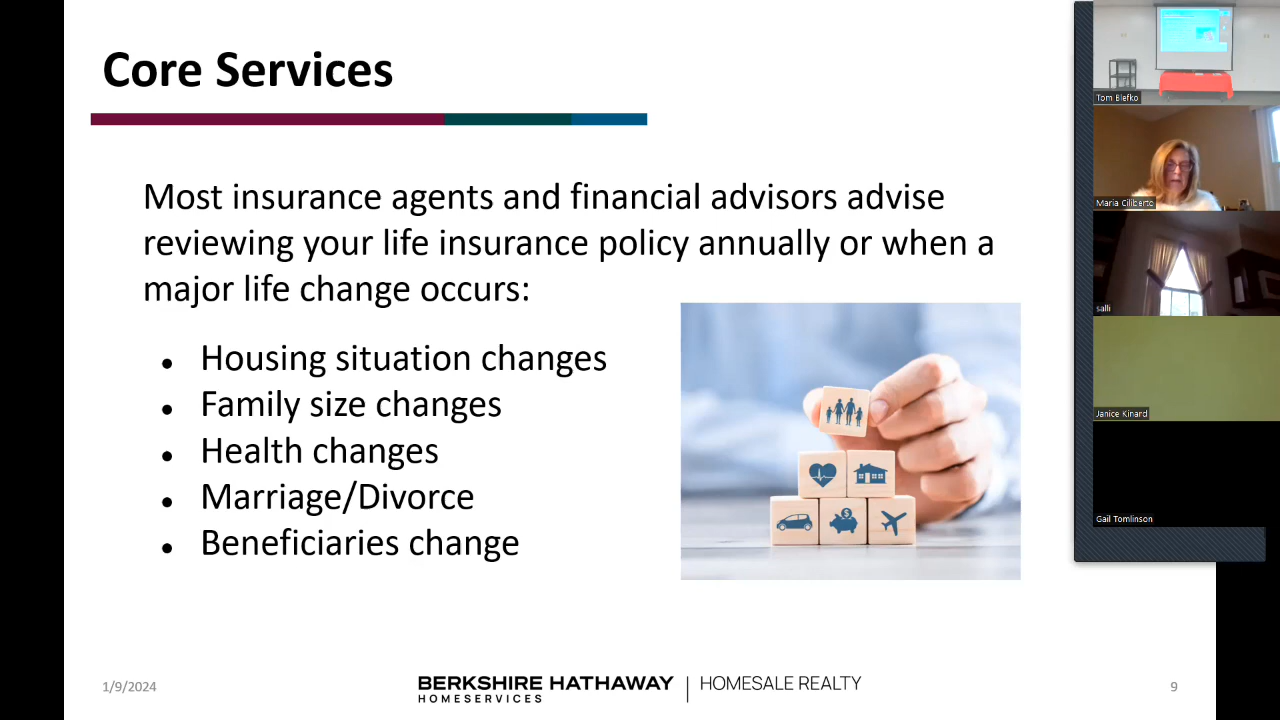 Core Services
Most insurance agents and financial advisors advise
reviewing your life insurance policy annually or when a
major life change occurs:
• Housing situation changes
• Family size changes
• Health changes
• Marriage/Divorce
• Beneficiaries change
1/9/2024
BERKSHIRE HATHAWAY
HOMESERVICES
HOMESALE REALTY
9
Tom Blefko
Maria Ciliberto
salli
Janice Kinard
Gail Tomlinson